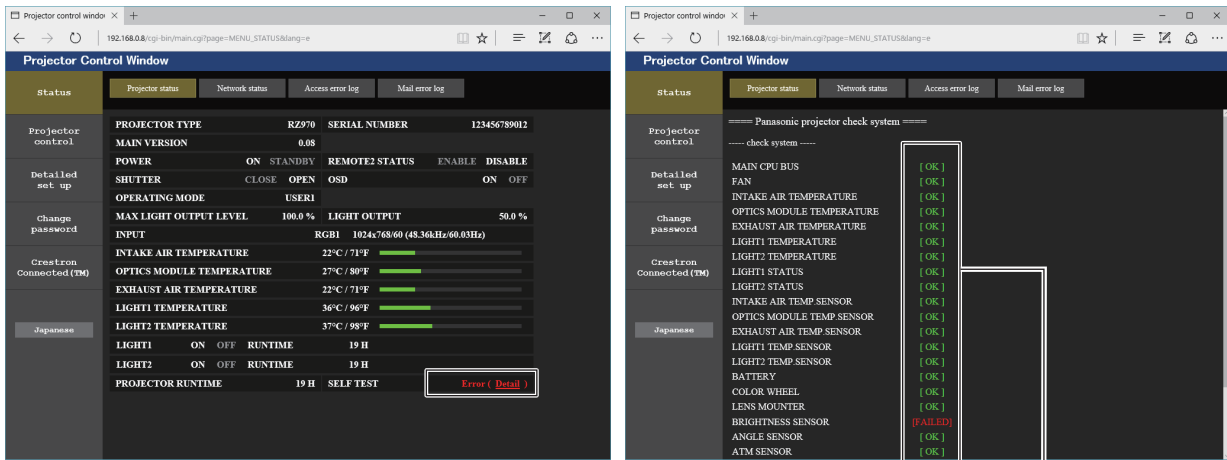 Projector control window
192.168.0.8/cgi-bin/main.cgi?page=MENU_STATUS&lang=e
Projector Control Window
Status
Projector status
Network status
Access error log
Mail error log
Projector control
Detailed set up
Change password
Crestron Connected(TM)
Japanese
PROJECTOR TYPE RZ970 SERIAL NUMBER 123456789012
MAIN VERSION 0.08
POWER ON STANDBY REMOTE2 STATUS ENABLE DISABLE
SHUTTER CLOSE OPEN OSD ON OFF
OPERATING MODE USER1
MAX LIGHT OUTPUT LEVEL 100.0 % LIGHT OUTPUT 50.0 %
INPUT RGB1 1024x768/60 (48.36kHz/60.03Hz)
INTAKE AIR TEMPERATURE 22°C / 71°F
OPTICS MODULE TEMPERATURE 27°C / 80°F
EXHAUST AIR TEMPERATURE 22°C / 71°F
LIGHT1 TEMPERATURE 36°C / 96°F
LIGHT2 TEMPERATURE 37°C / 98°F
LIGHT1 ON OFF RUNTIME 19 H
LIGHT2 ON OFF RUNTIME 19 H
PROJECTOR RUNTIME 19 H SELF TEST Error ( Detail )
Projector control window
192.168.0.8/cgi-bin/main.cgi?page=MENU_STATUS&lang=e
Projector Control Window
Status
Projector status
Network status
Access error log
Mail error log
Projector control
Detailed set up
Change password
Crestron Connected(TM)
Japanese
==== Panasonic projector check system ====
----- check system -----
MAIN CPU BUS [ OK ]
FAN [ OK ]
INTAKE AIR TEMPERATURE [ OK ]
OPTICS MODULE TEMPERATURE [ OK ]
EXHAUST AIR TEMPERATURE [ OK ]
LIGHT1 TEMPERATURE [ OK ]
LIGHT2 TEMPERATURE [ OK ]
LIGHT1 STATUS [ OK ]
LIGHT2 STATUS [ OK ]
INTAKE AIR TEMP.SENSOR [ OK ]
OPTICS MODULE TEMP.SENSOR [ OK ]
EXHAUST AIR TEMP.SENSOR [ OK ]
LIGHT1 TEMP.SENSOR [ OK ]
LIGHT2 TEMP.SENSOR [ OK ]
BATTERY [ OK ]
COLOR WHEEL [ OK ]
LENS MOUNTER [ OK ]
BRIGHTNESS SENSOR [FAILED]
ANGLE SENSOR [ OK ]
ATM SENSOR [ OK ]